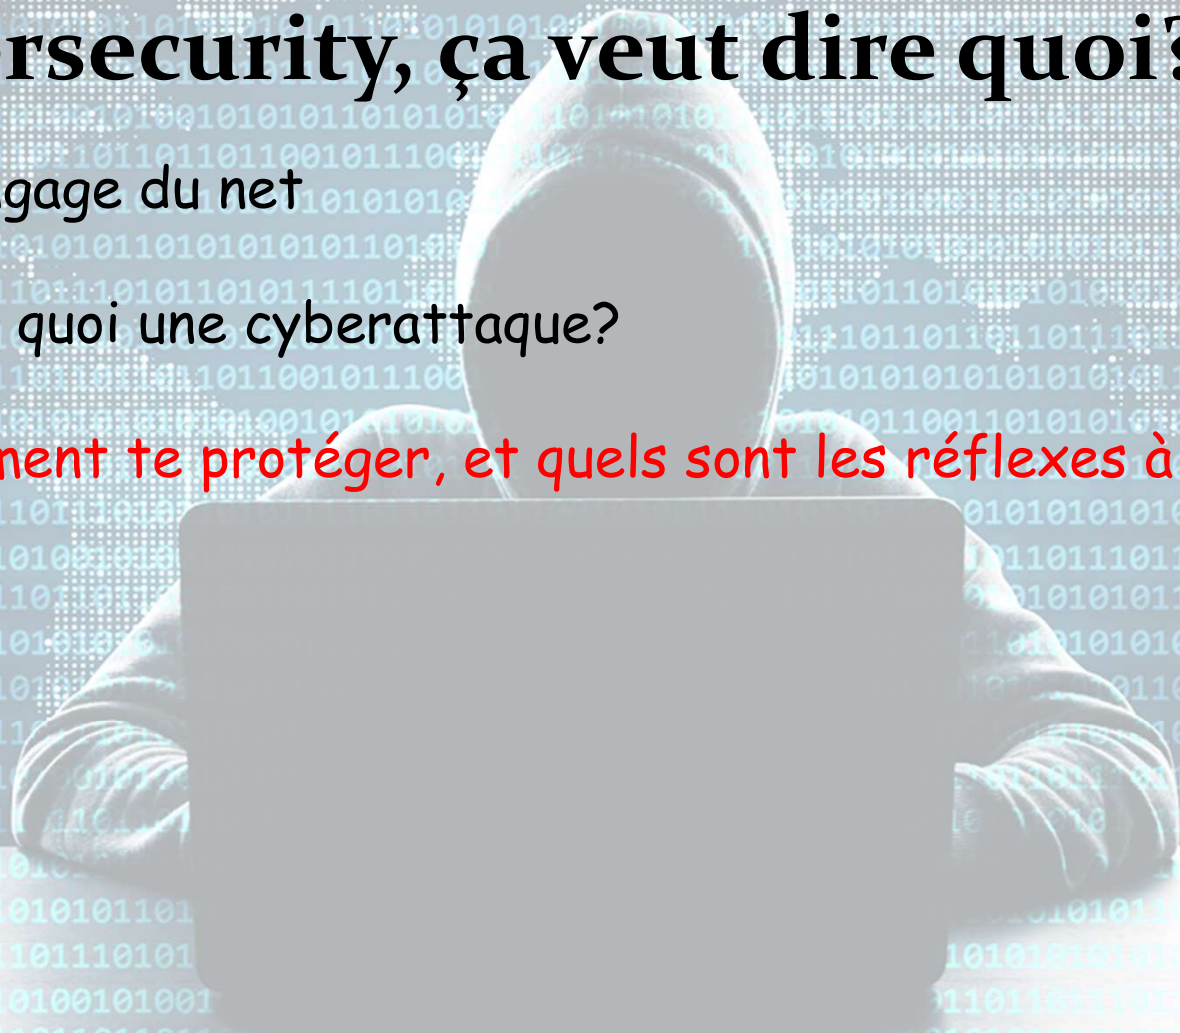 rsecurity, ça veut dire quoi?
gage du net
quoi une cyberattaque?
ment te protéger, et quels sont les réflexes à